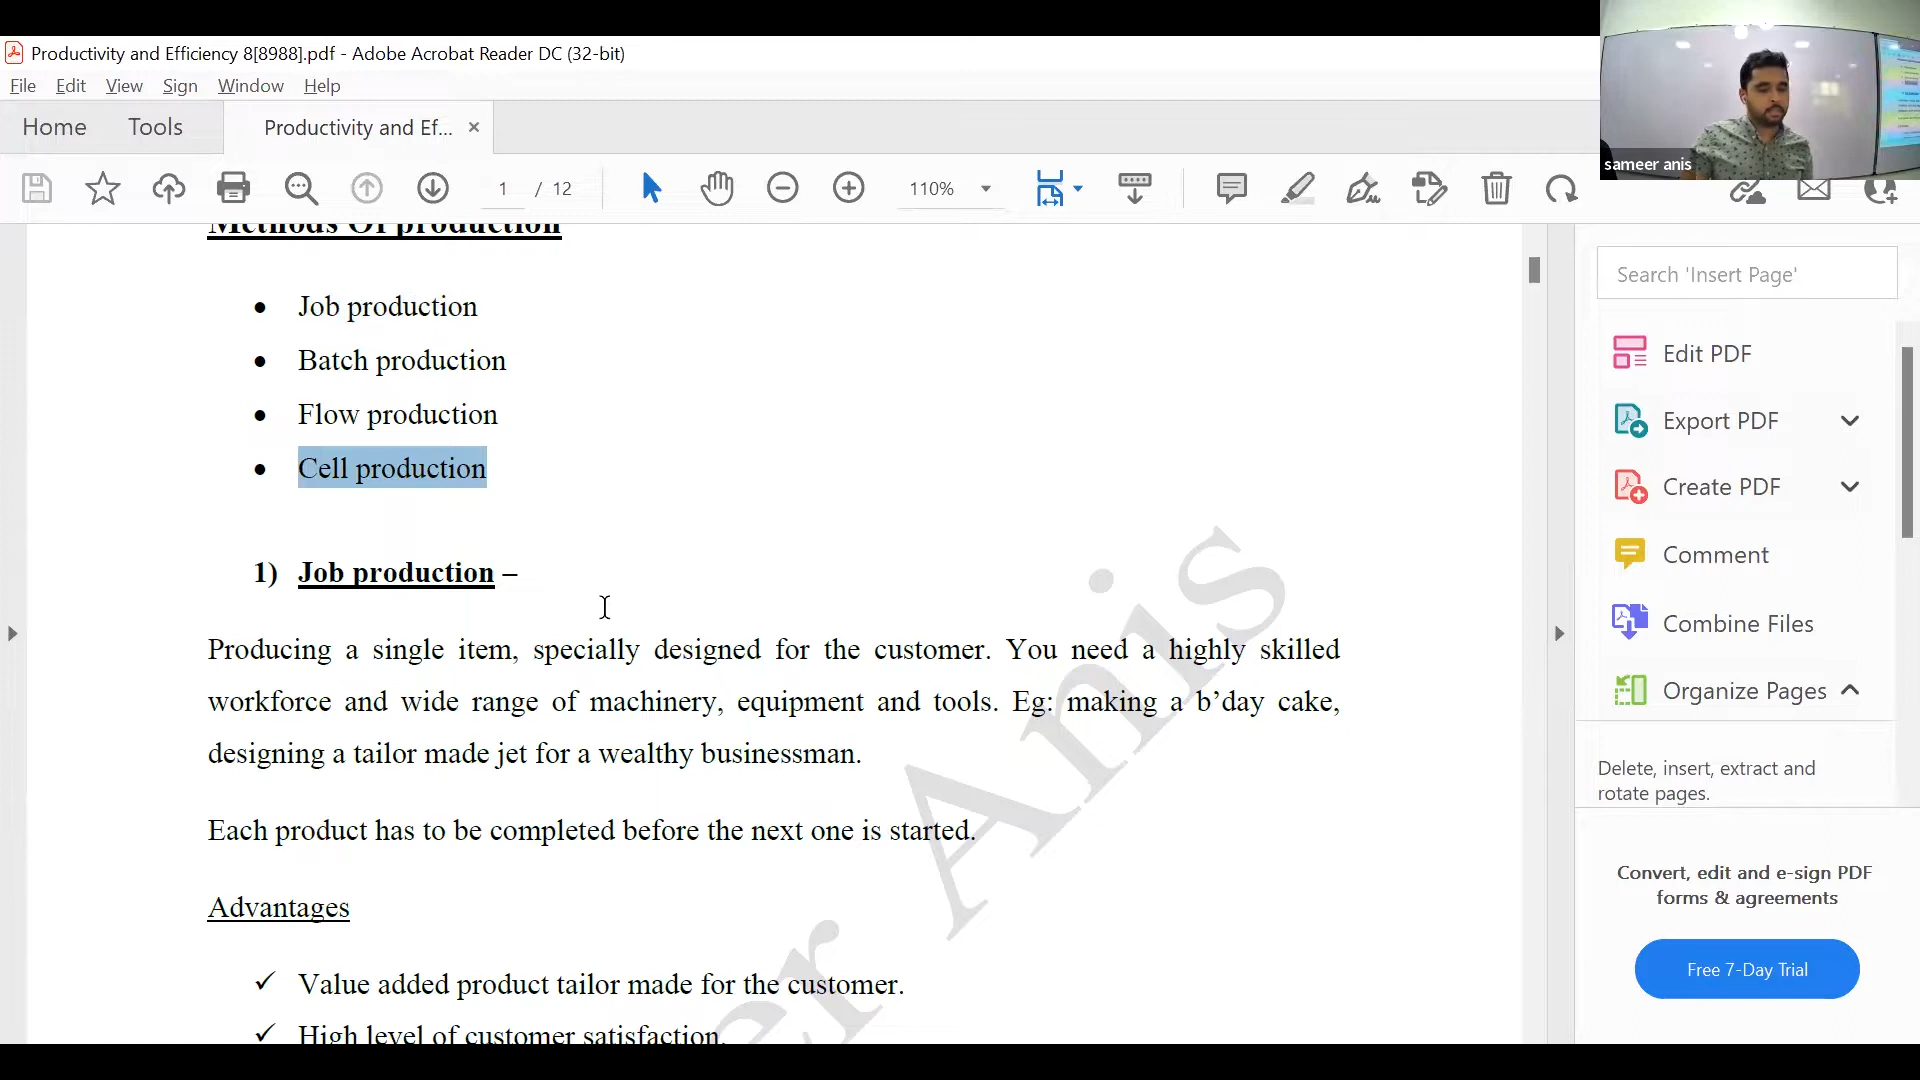 Productivity and Efficiency 8[8988].pdf - Adobe Acrobat Reader DC (32-bit)
File Edit View Sign Window Help
Home Tools Productivity and Ef... ×
1 / 12 110%
sameer anis
Methods Of production
• Job production
• Batch production
• Flow production
• Cell production
1) Job production –
Producing a single item, specially designed for the customer. You need a highly skilled
workforce and wide range of machinery, equipment and tools. Eg: making a b’day cake,
designing a tailor made jet for a wealthy businessman.
Each product has to be completed before the next one is started.
Advantages
✓ Value added product tailor made for the customer.
✓ High level of customer satisfaction.
er Anis
Search 'Insert Page'
Edit PDF
Export PDF
Create PDF
Comment
Combine Files
Organize Pages
Delete, insert, extract and
rotate pages.
Convert, edit and e-sign PDF
forms & agreements
Free 7-Day Trial